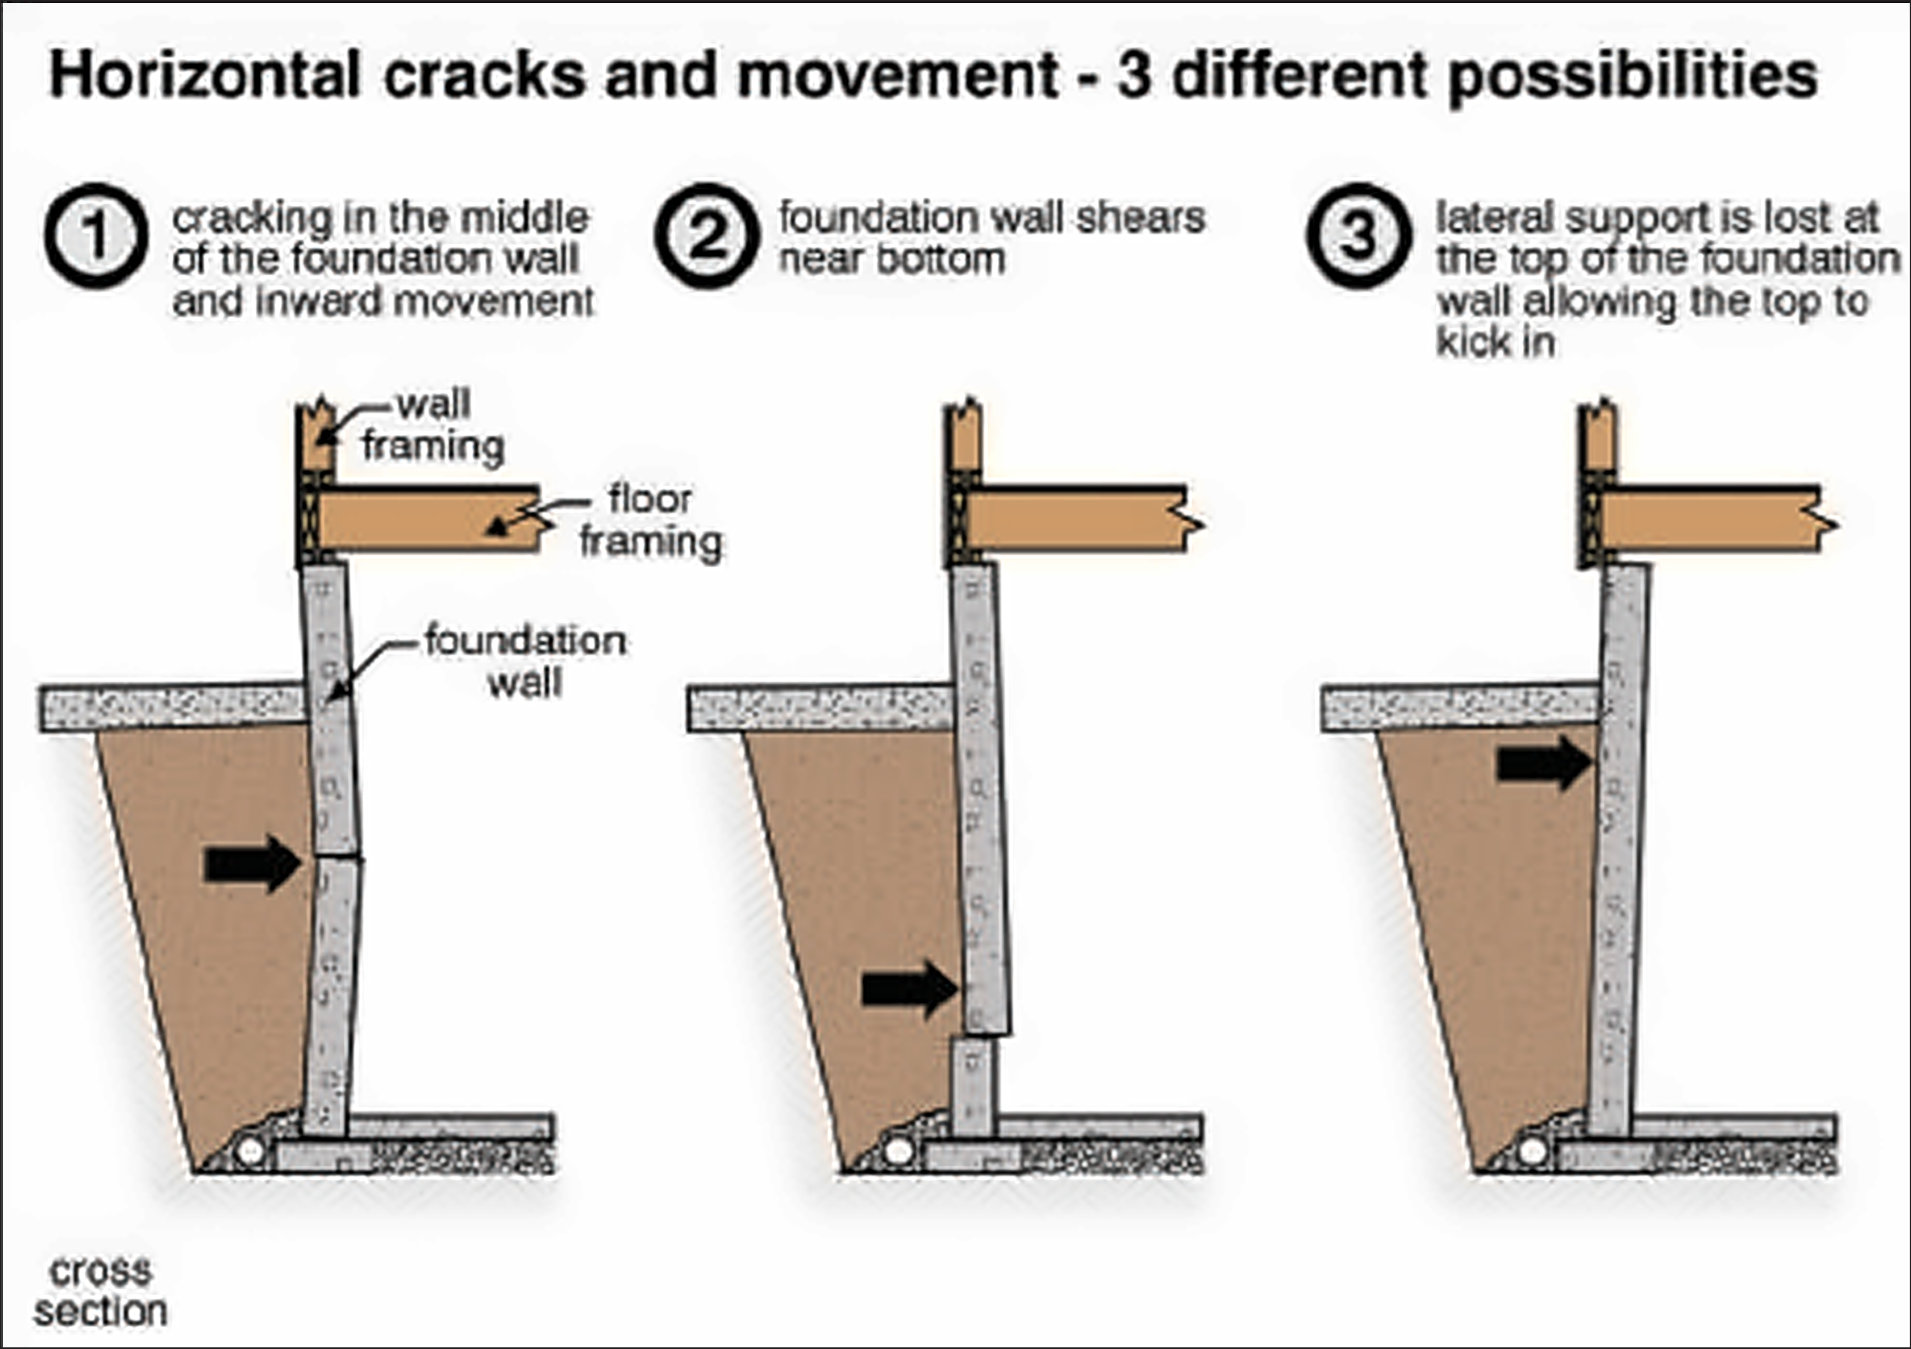 Horizontal cracks and movement - 3 different possibilities
1
cracking in the middle
of the foundation wall
and inward movement
2
foundation wall shears
near bottom
3
lateral support is lost at
the top of the foundation
wall allowing the top to
kick in
wall
framing
floor
framing
foundation
wall
cross
section